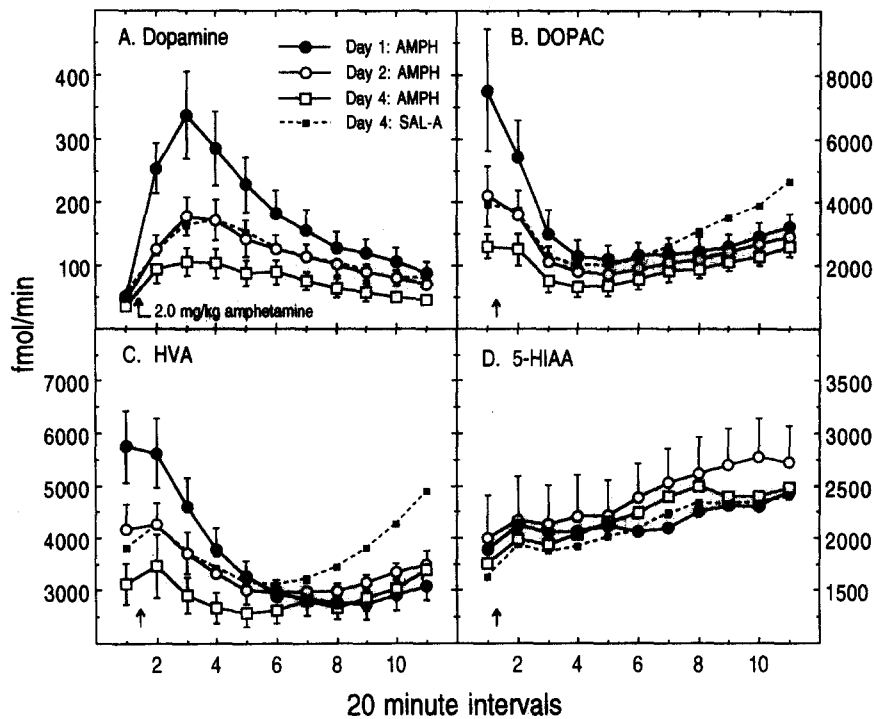 A. Dopamine
Day 1: AMPH
Day 2: AMPH
Day 4: AMPH
Day 4: SAL-A
400
300
200
100
2.0 mg/kg amphetamine
B. DOPAC
8000
6000
4000
2000
fmol/min
C. HVA
7000
6000
5000
4000
3000
2 4 6 8 10
D. 5-HIAA
3500
3000
2500
2000
1500
2 4 6 8 10
20 minute intervals